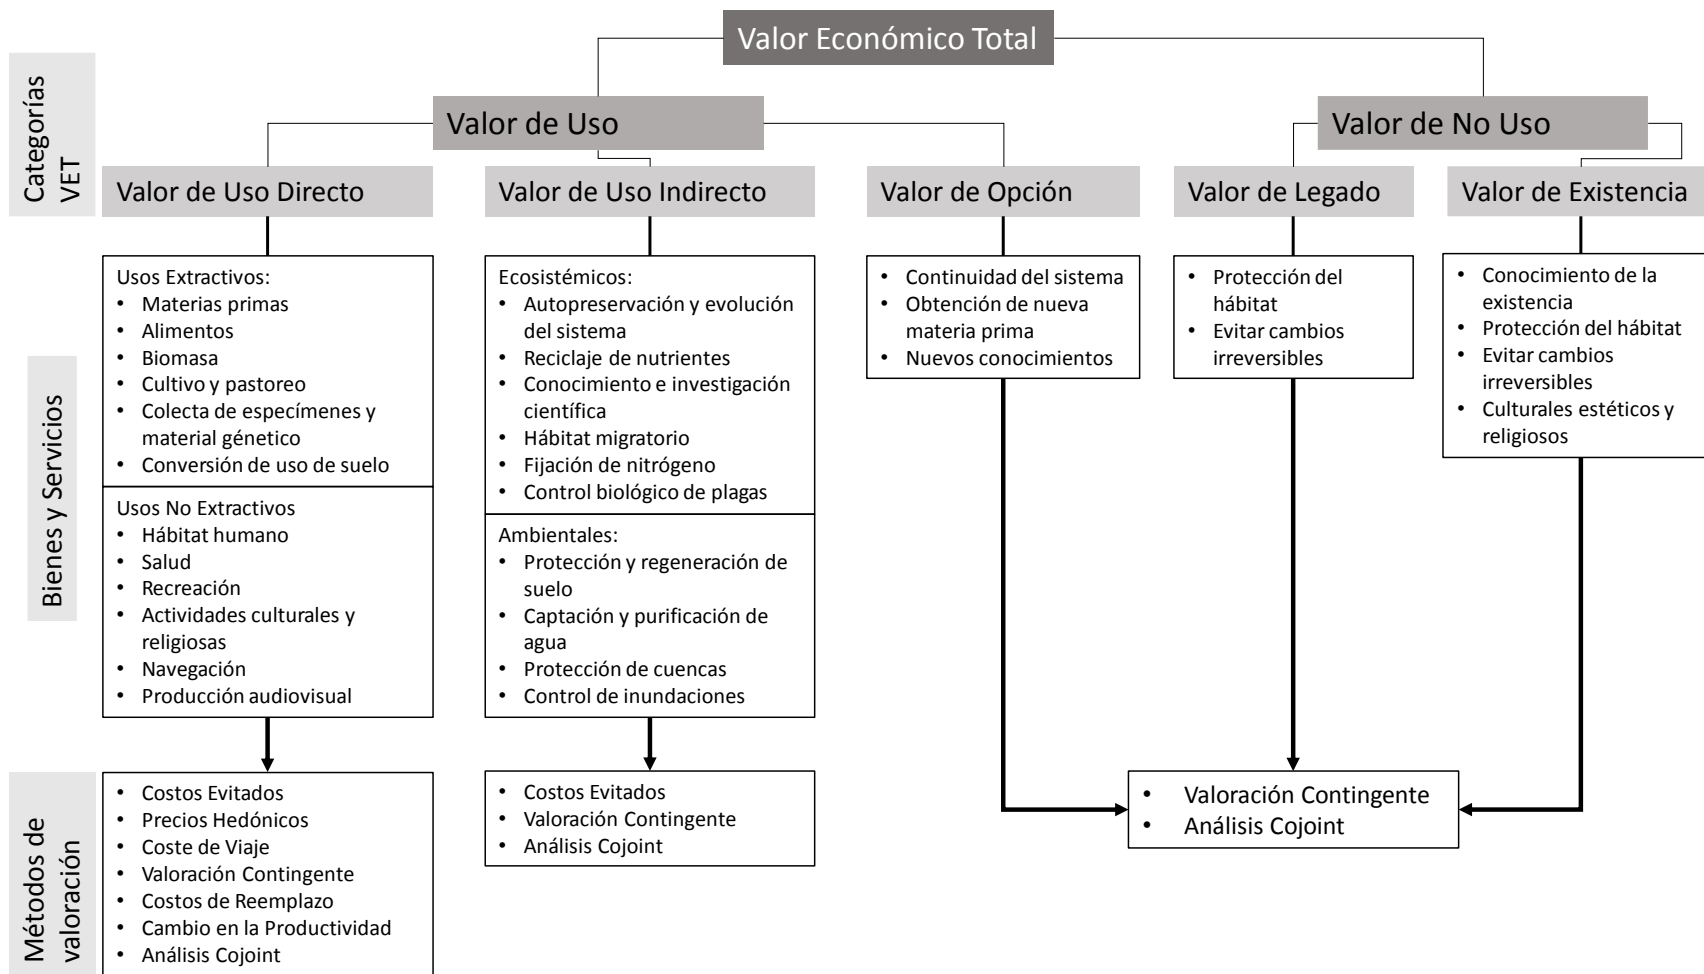 Valor Económico Total
Categorías
VET
Valor de Uso
Valor de No Uso
Valor de Uso Directo
Valor de Uso Indirecto
Valor de Opción
Valor de Legado
Valor de Existencia
Bienes y Servicios
Usos Extractivos:
• Materias primas
• Alimentos
• Biomasa
• Cultivo y pastoreo
• Colecta de especímenes y
material génetico
• Conversión de uso de suelo
Usos No Extractivos
• Hábitat humano
• Salud
• Recreación
• Actividades culturales y
religiosas
• Navegación
• Producción audiovisual
Ecosistémicos:
• Autopreservación y evolución
del sistema
• Reciclaje de nutrientes
• Conocimiento e investigación
científica
• Hábitat migratorio
• Fijación de nitrógeno
• Control biológico de plagas
Ambientales:
• Protección y regeneración de
suelo
• Captación y purificación de
agua
• Protección de cuencas
• Control de inundaciones
• Continuidad del sistema
• Obtención de nueva
materia prima
• Nuevos conocimientos
• Protección del
hábitat
• Evitar cambios
irreversibles
• Conocimiento de la
existencia
• Protección del hábitat
• Evitar cambios
irreversibles
• Culturales estéticos y
religiosos
Métodos de
valoración
• Costos Evitados
• Precios Hedónicos
• Coste de Viaje
• Valoración Contingente
• Costos de Reemplazo
• Cambio en la Productividad
• Análisis Cojoint
• Costos Evitados
• Valoración Contingente
• Análisis Cojoint
• Valoración Contingente
• Análisis Cojoint